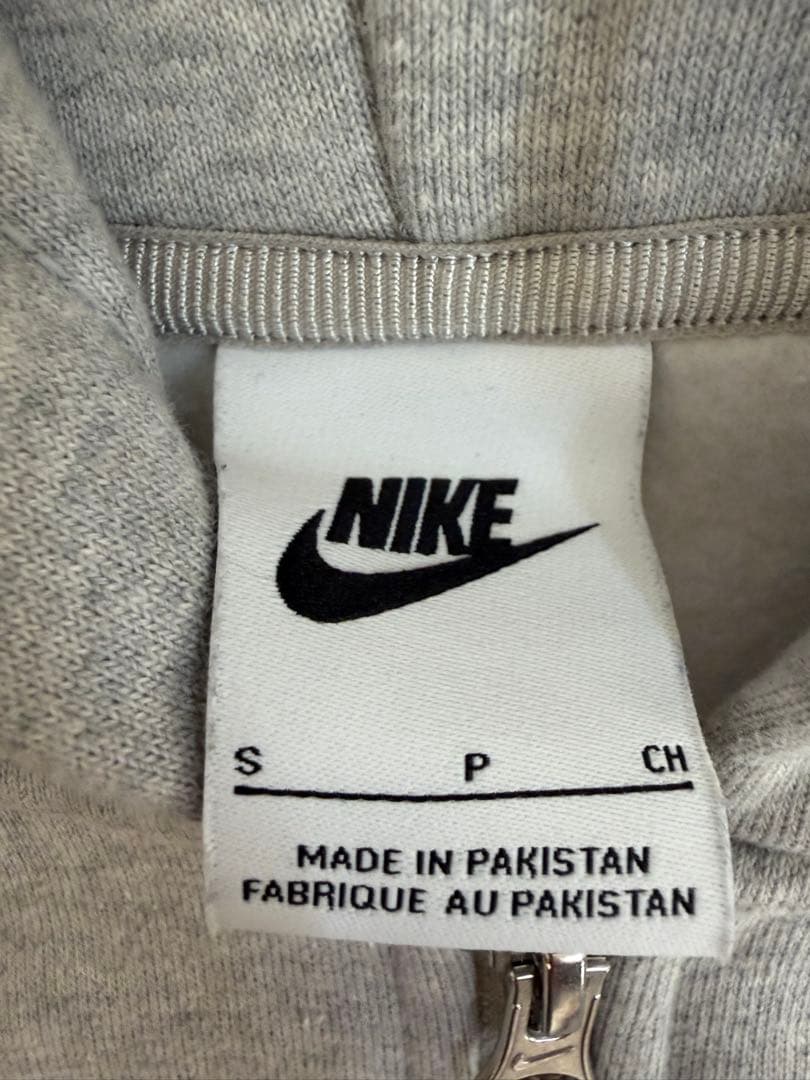 NIKE
S P CH
MADE IN PAKISTAN
FABRIQUE AU PAKISTAN